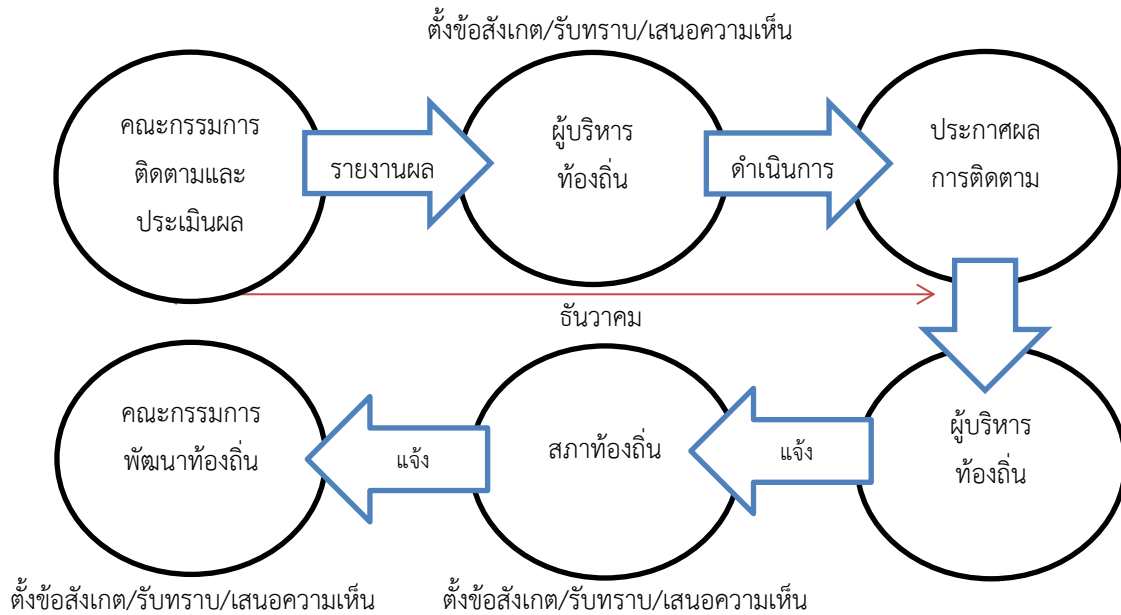 ตั้งข้อสังเกต/รับทราบ/เสนอความเห็น
คณะกรรมการ
ติดตามและ
ประเมินผล
รายงานผล
ผู้บริหาร
ท้องถิ่น
ดำเนินการ
ประกาศผล
การติดตาม
ธันวาคม
ผู้บริหาร
ท้องถิ่น
แจ้ง
สภาท้องถิ่น
แจ้ง
คณะกรรมการ
พัฒนาท้องถิ่น
ตั้งข้อสังเกต/รับทราบ/เสนอความเห็น
ตั้งข้อสังเกต/รับทราบ/เสนอความเห็น